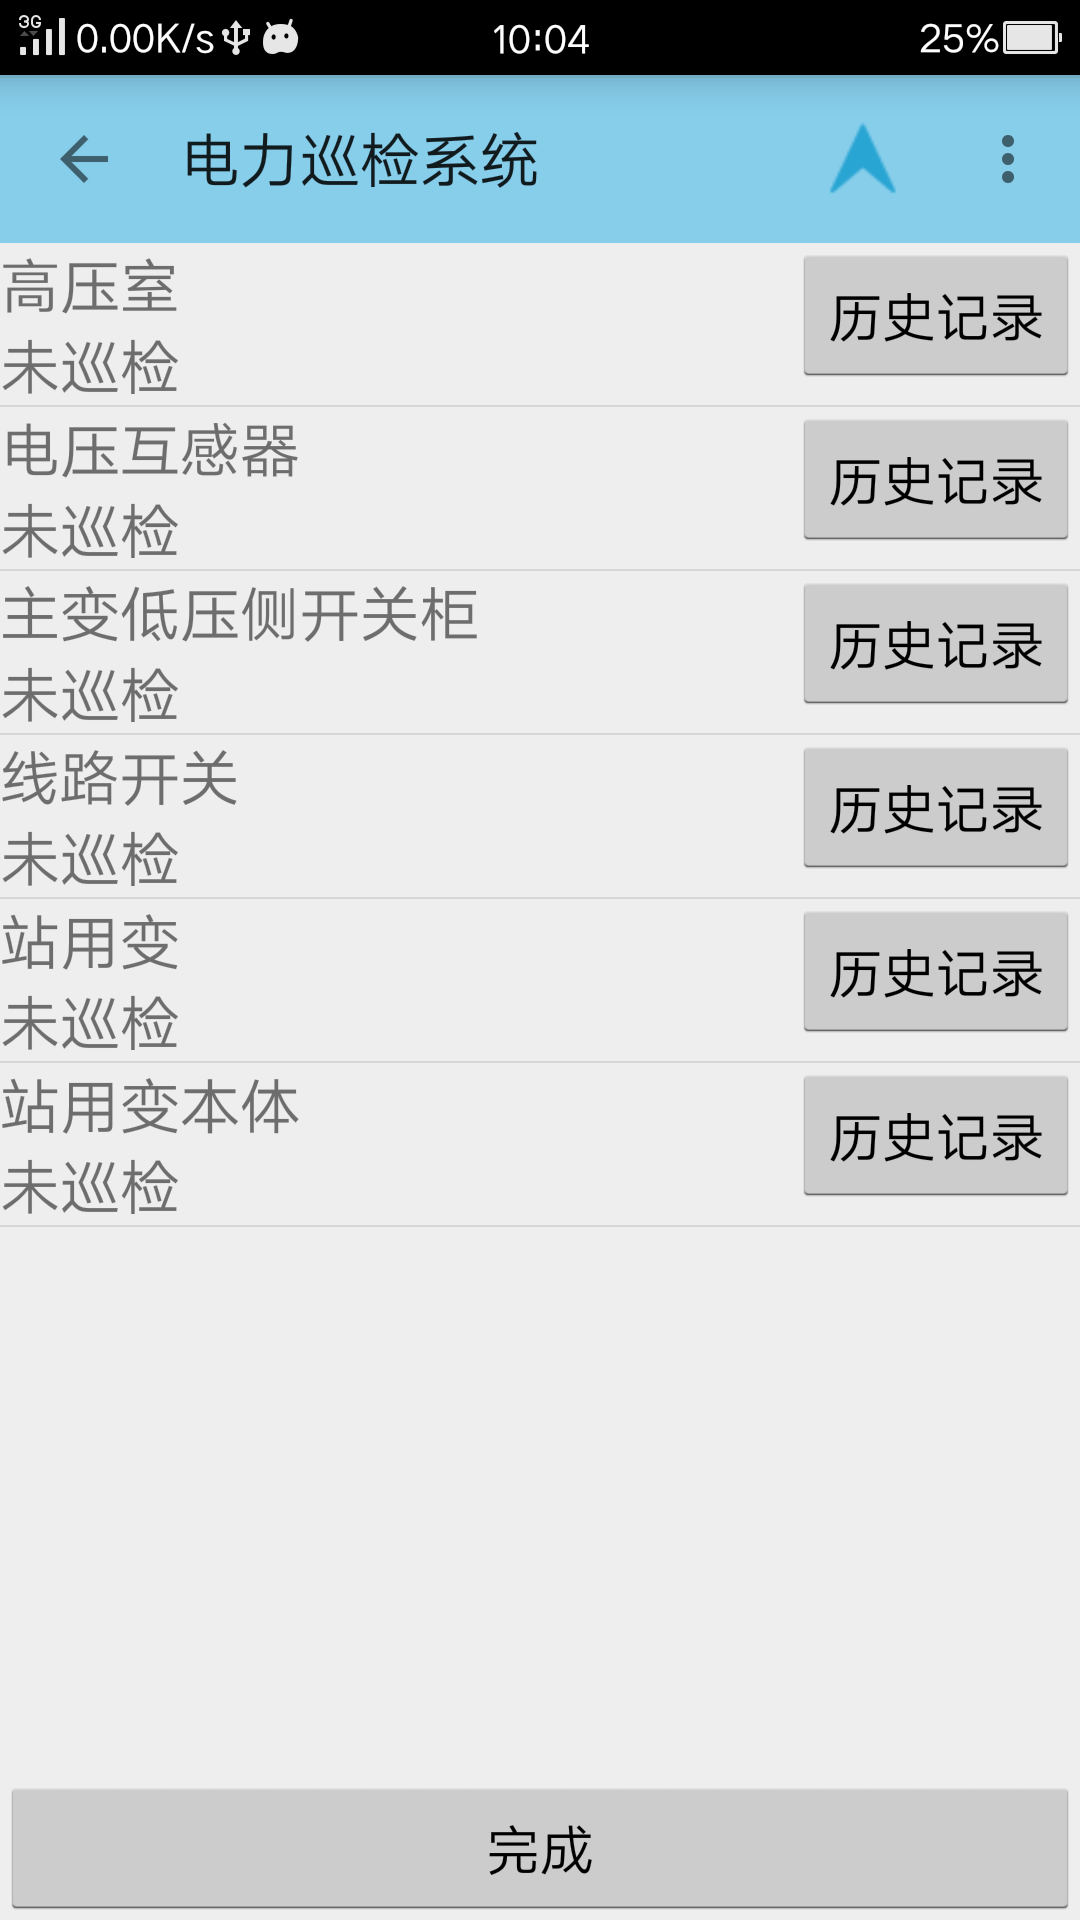 3G 0.00K/s 10:04 25%
电力巡检系统
高压室
历史记录
未巡检
电压互感器
历史记录
未巡检
主变低压侧开关柜
历史记录
未巡检
线路开关
历史记录
未巡检
站用变
历史记录
未巡检
站用变本体
历史记录
未巡检
完成